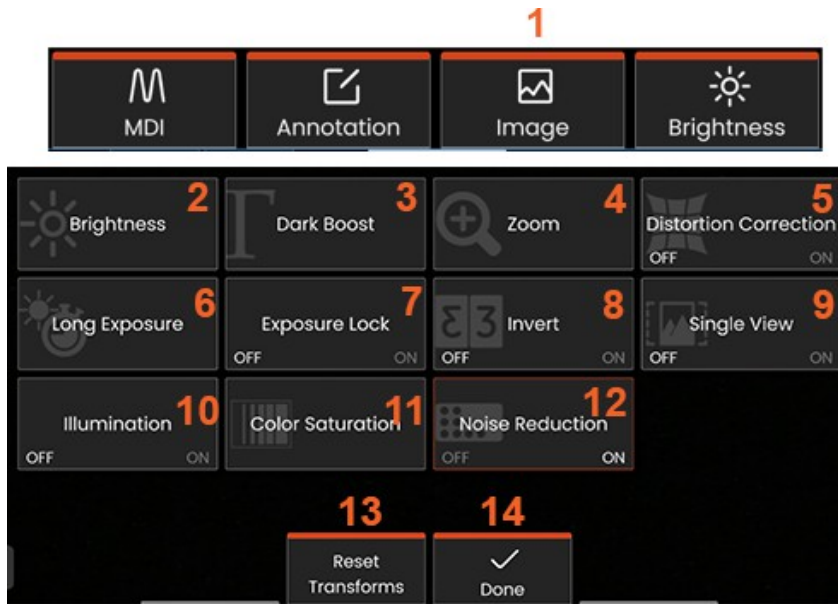 1
MDI
Annotation
Image
Brightness
Brightness 2
Dark Boost 3
Zoom 4
Distortion Correction 5
OFF ON
Long Exposure 6
Exposure Lock 7
OFF ON
Invert 8
OFF ON
Single View 9
OFF ON
Illumination 10
OFF ON
Color Saturation 11
Noise Reduction 12
OFF ON
13
Reset
Transforms
14
Done